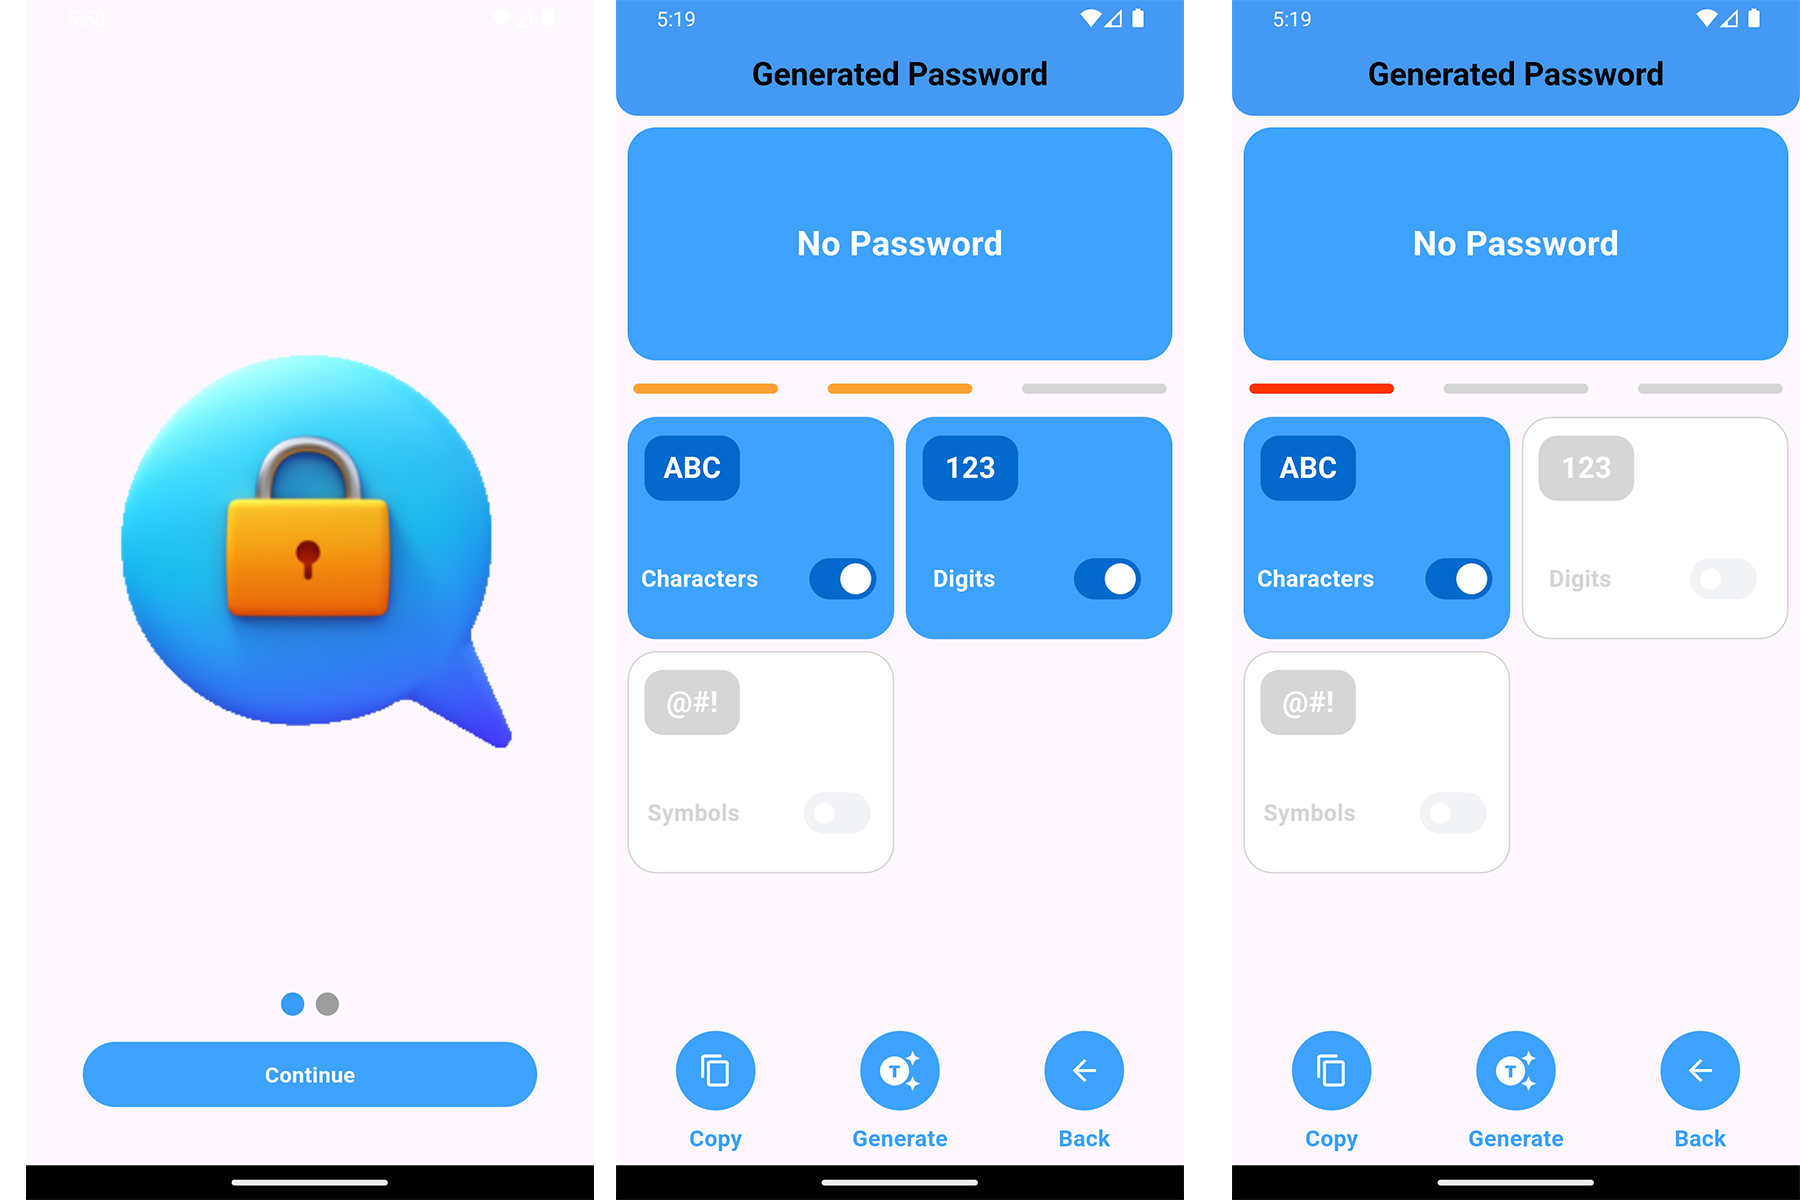 5:58
Continue
5:19
Generated Password
No Password
ABC
123
Characters
Digits
@#!
Symbols
T
Copy
Generate
Back
5:19
Generated Password
No Password
ABC
123
Characters
Digits
@#!
Symbols
T
Copy
Generate
Back